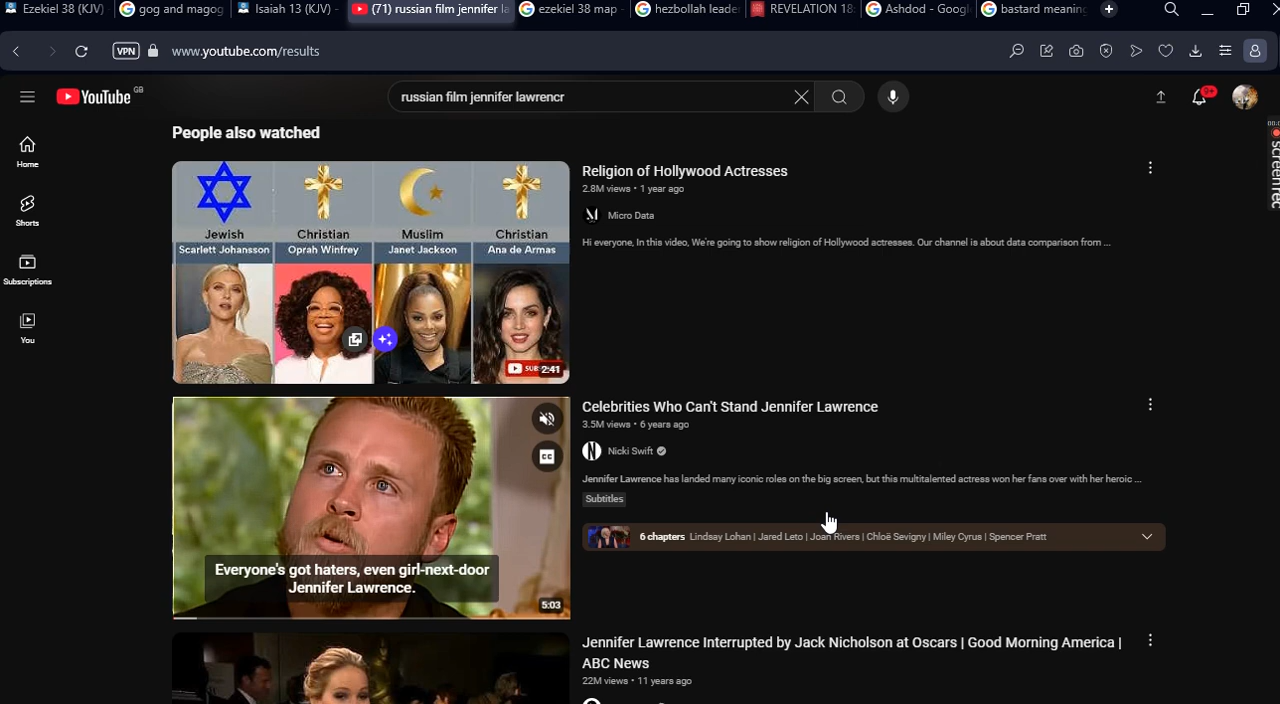 Ezekiel 38 (KJV)
gog and magog
Isaiah 13 (KJV) -
(71) russian film jennifer la
ezekiel 38 map -
hezbollah leade
REVELATION 18
Ashdod - Googl
bastard meaning
VPN
www.youtube.com/results
YouTube GB
russian film jennifer lawrencr
9+
Home
Shorts
Subscriptions
You
People also watched
Jewish
Christian
Muslim
Christian
Scarlett Johansson
Oprah Winfrey
Janet Jackson
Ana de Armas
SUB
2:41
Religion of Hollywood Actresses
2.8M views • 1 year ago
M Micro Data
Hi everyone, In this video, We're going to show religion of Hollywood actresses. Our channel is about data comparison from ...
screenrec
CC
Everyone's got haters, even girl-next-door
Jennifer Lawrence.
5:03
Celebrities Who Can't Stand Jennifer Lawrence
3.5M views • 6 years ago
N Nicki Swift
Jennifer Lawrence has landed many iconic roles on the big screen, but this multitalented actress won her fans over with her heroic ...
Subtitles
6 chapters Lindsay Lohan | Jared Leto | Joan Rivers | Chloë Sevigny | Miley Cyrus | Spencer Pratt
Jennifer Lawrence Interrupted by Jack Nicholson at Oscars | Good Morning America |
ABC News
22M views • 11 years ago